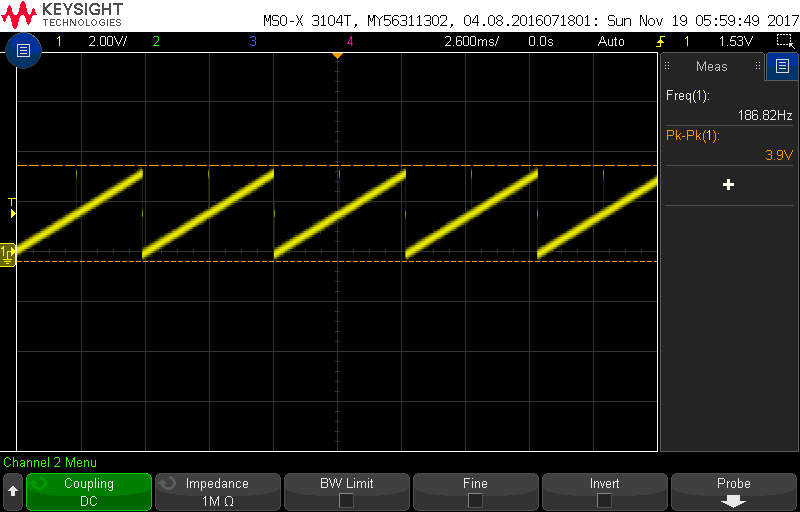 KEYSIGHT
TECHNOLOGIES
MSO-X 3104T, MY56311302, 04.08.2016071801: Sun Nov 19 05:59:49 2017
1 2.00V/ 2 3 4 2.600ms/ 0.0s Auto 1 1.53V
Meas
Freq(1):
186.82Hz
Pk-Pk(1):
3.9V
T
1
Channel 2 Menu
Coupling
DC
Impedance
1M Ω
BW Limit
Fine
Invert
Probe